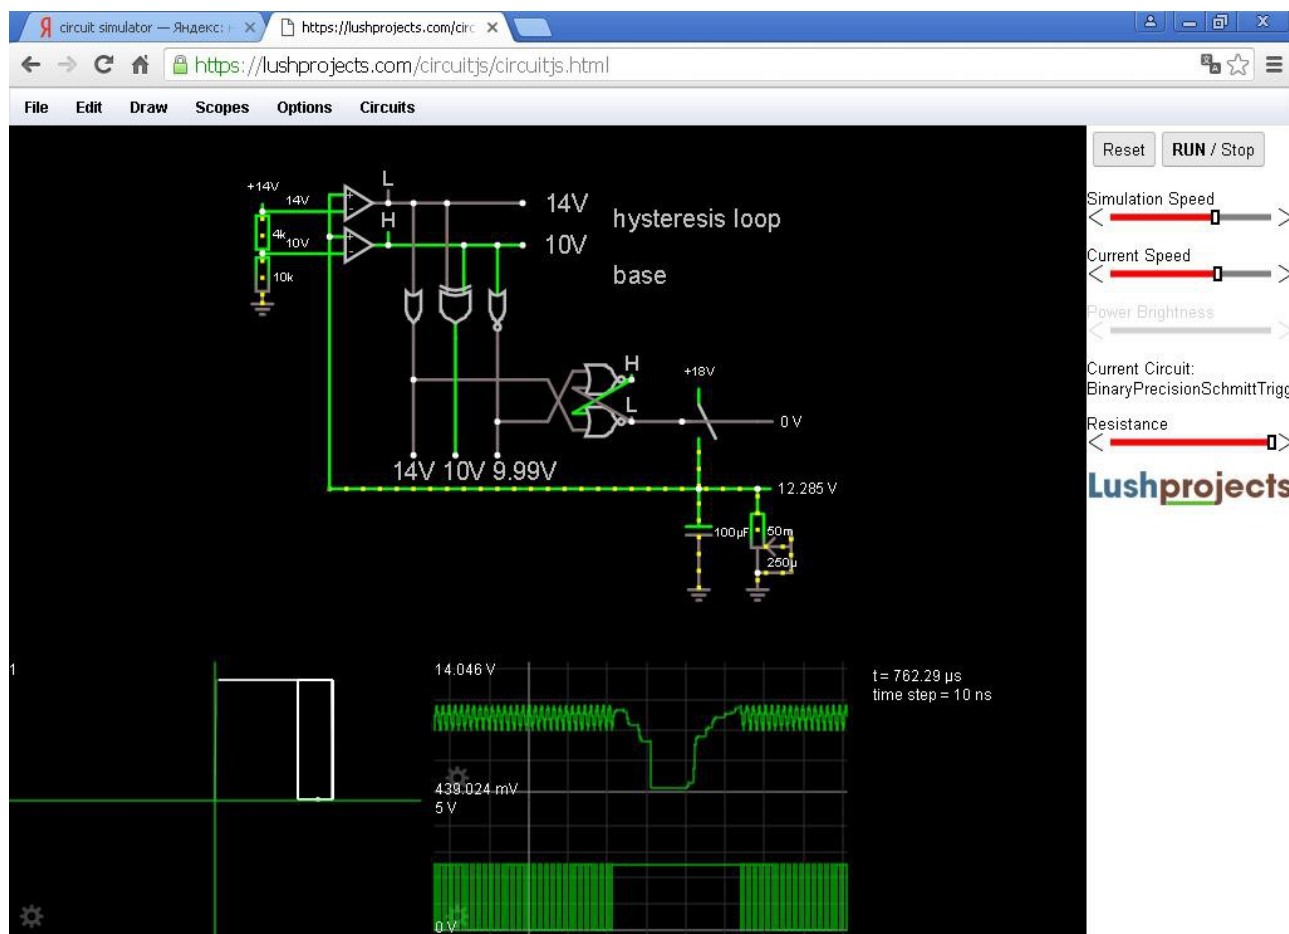 Я circuit simulator — Яндекс: н
https://lushprojects.com/circ
https://lushprojects.com/circuitjs/circuitjs.html
File Edit Draw Scopes Options Circuits
Reset RUN / Stop
Simulation Speed
Current Speed
Power Brightness
Current Circuit:
BinaryPrecisionSchmittTrigg
Resistance
Lushprojects
+14V
14V
4k
10V
10k
+
-
+
-
L
H
14V
hysteresis loop
10V
base
H
L
+18V
0 V
14V 10V 9.99V
12.285 V
100µF
50m
250µ
1
14.046 V
439.024 mV
5 V
0 V
t = 762.29 µs
time step = 10 ns